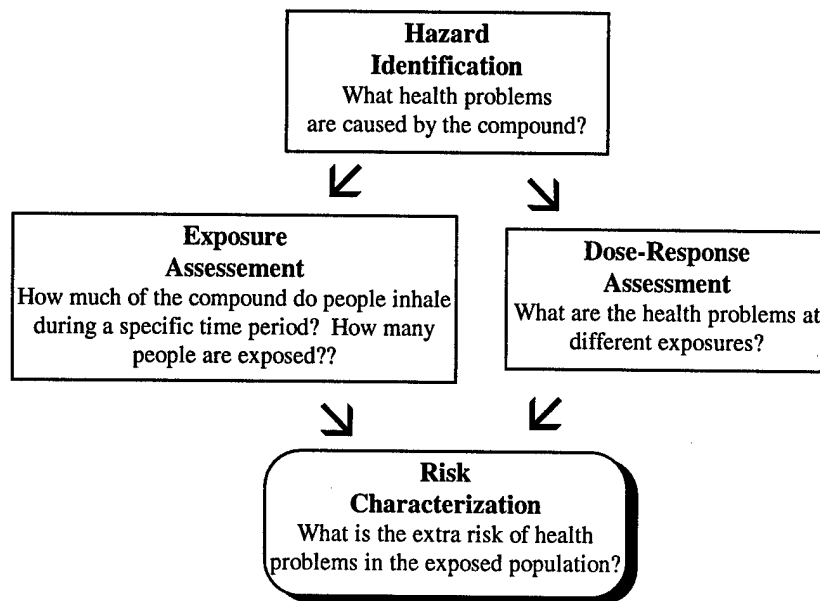 Hazard
Identification
What health problems
are caused by the compound?
Exposure
Assessement
How much of the compound do people inhale
during a specific time period? How many
people are exposed??
Dose-Response
Assessment
What are the health problems at
different exposures?
Risk
Characterization
What is the extra risk of health
problems in the exposed population?